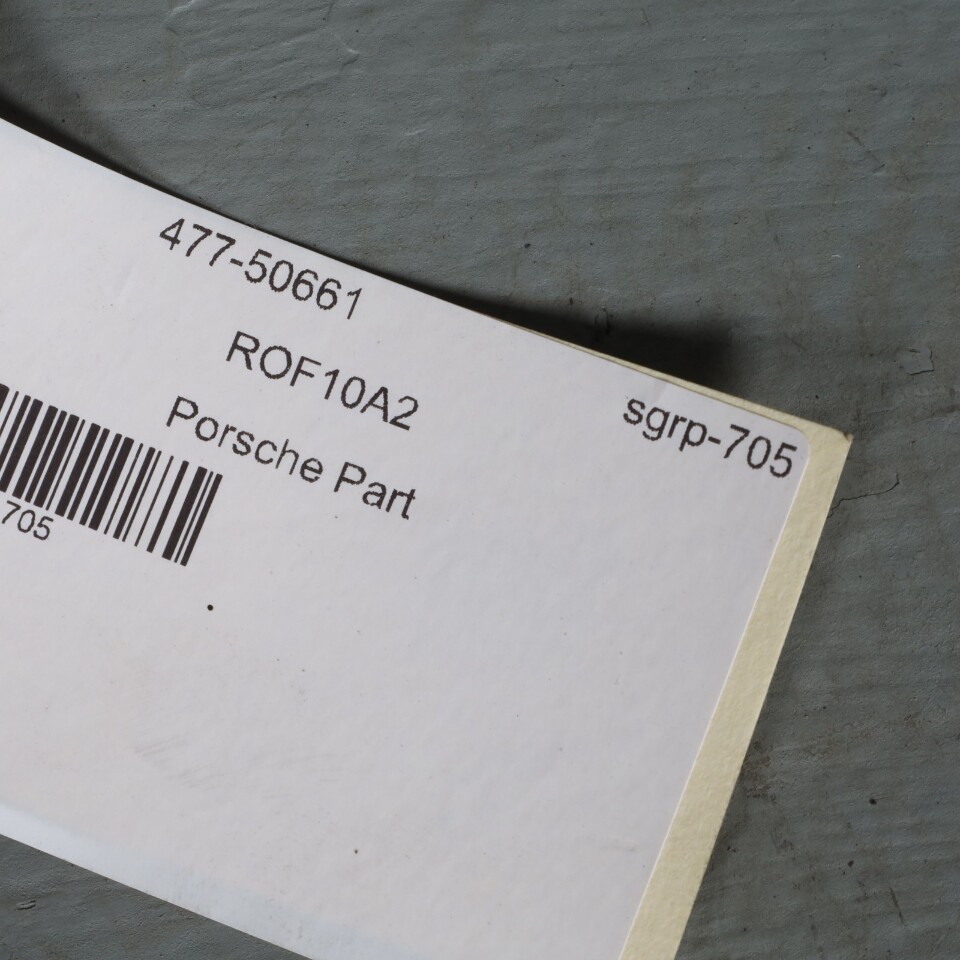 477-50661
ROF10A2
sgrp-705
Porsche Part
705